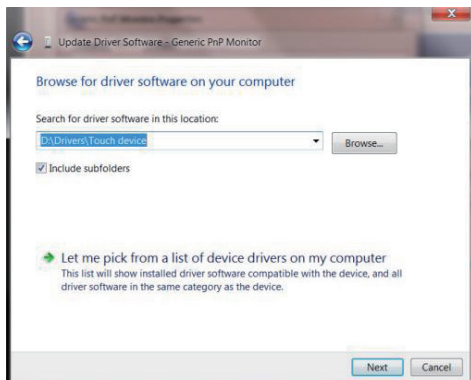 Update Driver Software - Generic PnP Monitor
Browse for driver software on your computer
Search for driver software in this location:
D:\Drivers\Touch device
Browse...
Include subfolders
Let me pick from a list of device drivers on my computer
This list will show installed driver software compatible with the device, and all
driver software in the same category as the device.
Next
Cancel